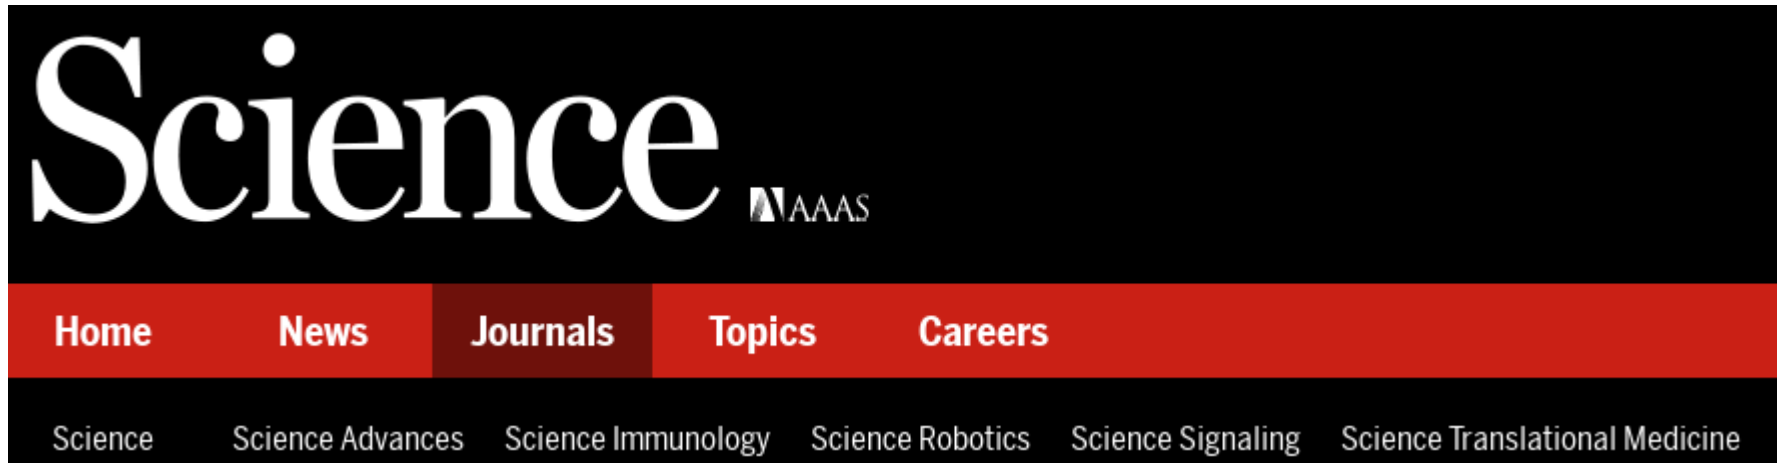 Science AAAS
Home News Journals Topics Careers
Science Science Advances Science Immunology Science Robotics Science Signaling Science Translational Medicine